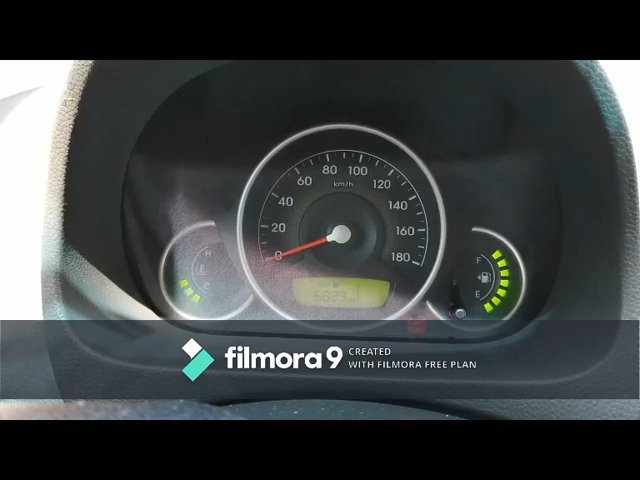 80 100
60 km/h 120
40 140
20 160
0 180
H
C
F
E
filmora 9 CREATED
WITH FILMORA FREE PLAN